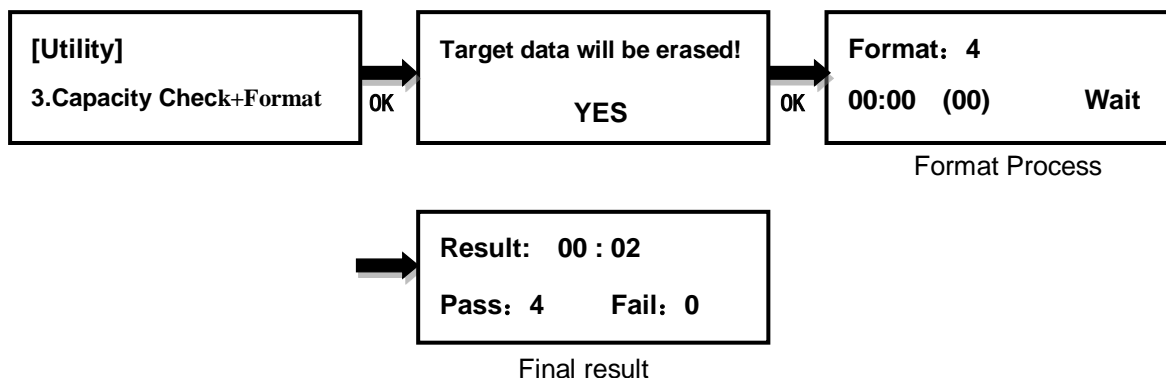 [Utility]
3.Capacity Check+Format
OK
Target data will be erased!
YES
OK
Format：4
00:00 (00) Wait
Format Process
Result: 00 : 02
Pass：4 Fail：0
Final result